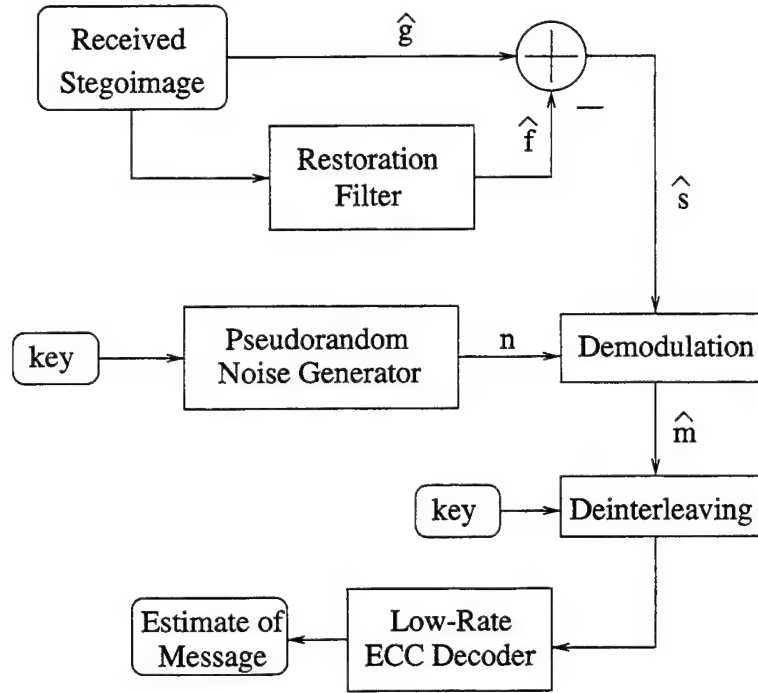 Received
Stegoimage
ĝ
Restoration
Filter
f̂
−
ŝ
key
Pseudorandom
Noise Generator
n
Demodulation
m̂
key
Deinterleaving
Estimate of
Message
Low-Rate
ECC Decoder